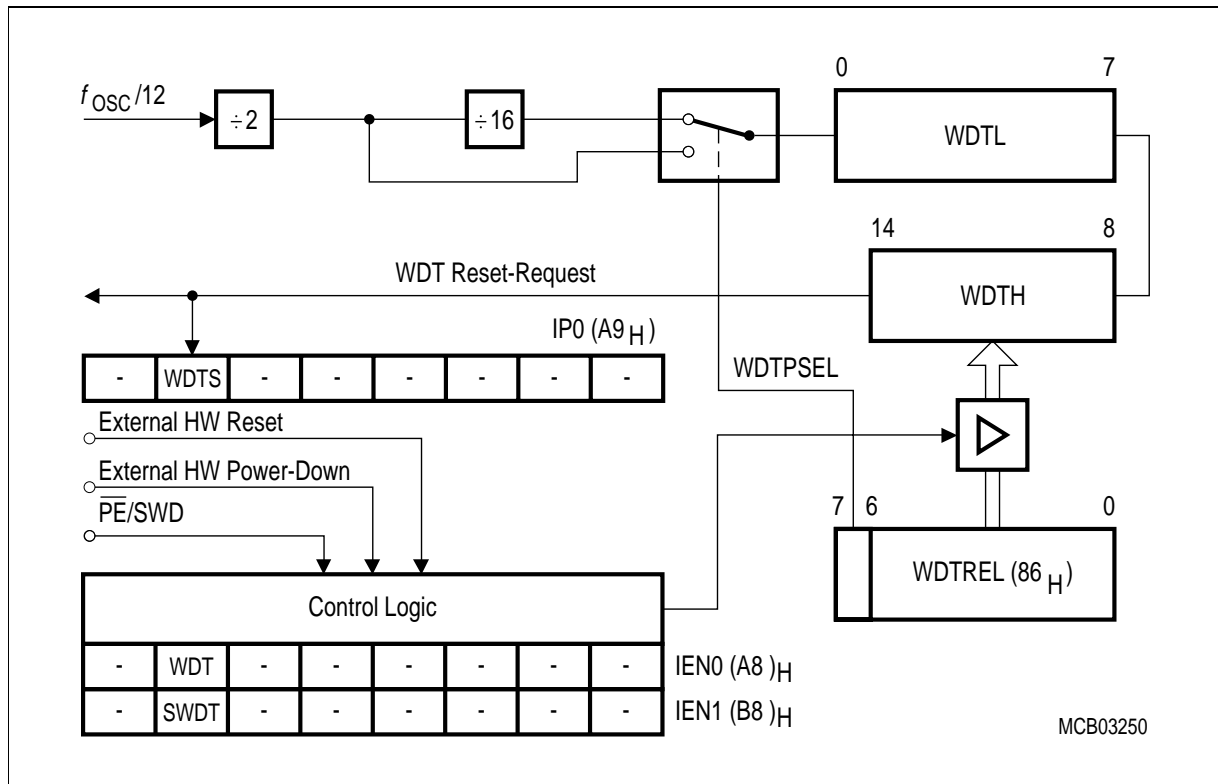 0 7
f OSC /12
÷2 ÷16 WDTL
14 8
WDT Reset-Request WDTH
IP0 (A9 H )
- WDTS - - - - - -
WDTPSEL
External HW Reset
External HW Power-Down
PE/SWD
7 6 0
WDTREL (86 H )
Control Logic
- WDT - - - - - - IEN0 (A8 ) H
- SWDT - - - - - - IEN1 (B8 ) H
MCB03250